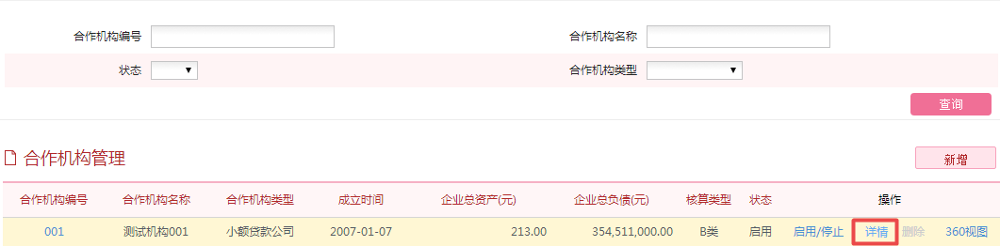 合作机构编号 合作机构名称
状态 合作机构类型
查询
合作机构管理 新增
合作机构编号 合作机构名称 合作机构类型 成立时间 企业总资产(元) 企业总负债(元) 核算类型 状态 操作
001 测试机构001 小额贷款公司 2007-01-07 213.00 354,511,000.00 B类 启用 启用/停止 详情 删除 360视图